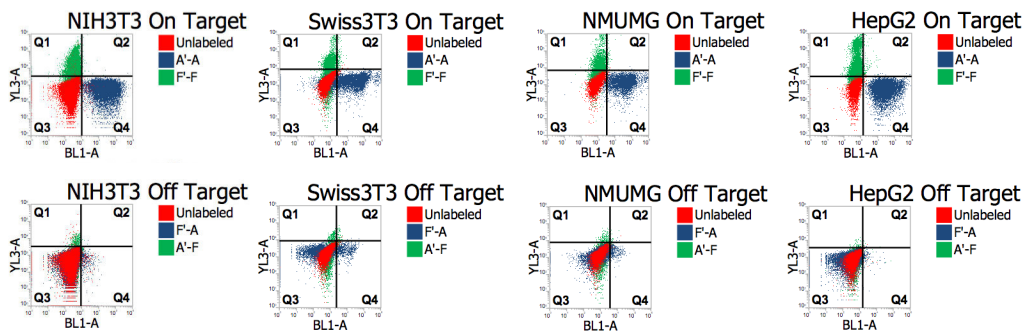 NIH3T3 On Target
Q1
Q2
Q3
Q4
YL3-A
BL1-A
Unlabeled
A'-A
F'-F
Swiss3T3 On Target
Q1
Q2
Q3
Q4
YL3-A
BL1-A
Unlabeled
A'-A
F'-F
NMUMG On Target
Q1
Q2
Q3
Q4
YL3-A
BL1-A
Unlabeled
A'-A
F'-F
HepG2 On Target
Q1
Q2
Q3
Q4
YL3-A
BL1-A
Unlabeled
A'-A
F'-F
NIH3T3 Off Target
Q1
Q2
Q3
Q4
YL3-A
BL1-A
Unlabeled
F'-A
A'-F
Swiss3T3 Off Target
Q1
Q2
Q3
Q4
YL3-A
BL1-A
Unlabeled
F'-A
A'-F
NMUMG Off Target
Q1
Q2
Q3
Q4
YL3-A
BL1-A
Unlabeled
F'-A
A'-F
HepG2 Off Target
Q1
Q2
Q3
Q4
YL3-A
BL1-A
Unlabeled
F'-A
A'-F